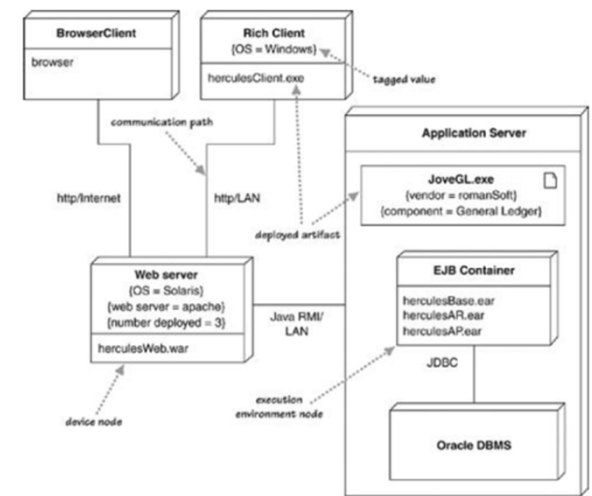 BrowserClient
browser
Rich Client
{OS = Windows}
herculesClient.exe
tagged value
communication path
http/Internet
http/LAN
deployed artifact
Application Server
JoveGL.exe
{vendor = romanSoft}
{component = General Ledger}
Web server
{OS = Solaris}
{web server = apache}
{number deployed = 3}
herculesWeb.war
Java RMI/
LAN
EJB Container
herculesBase.ear
herculesAR.ear
herculesAP.ear
JDBC
device node
execution
environment node
Oracle DBMS